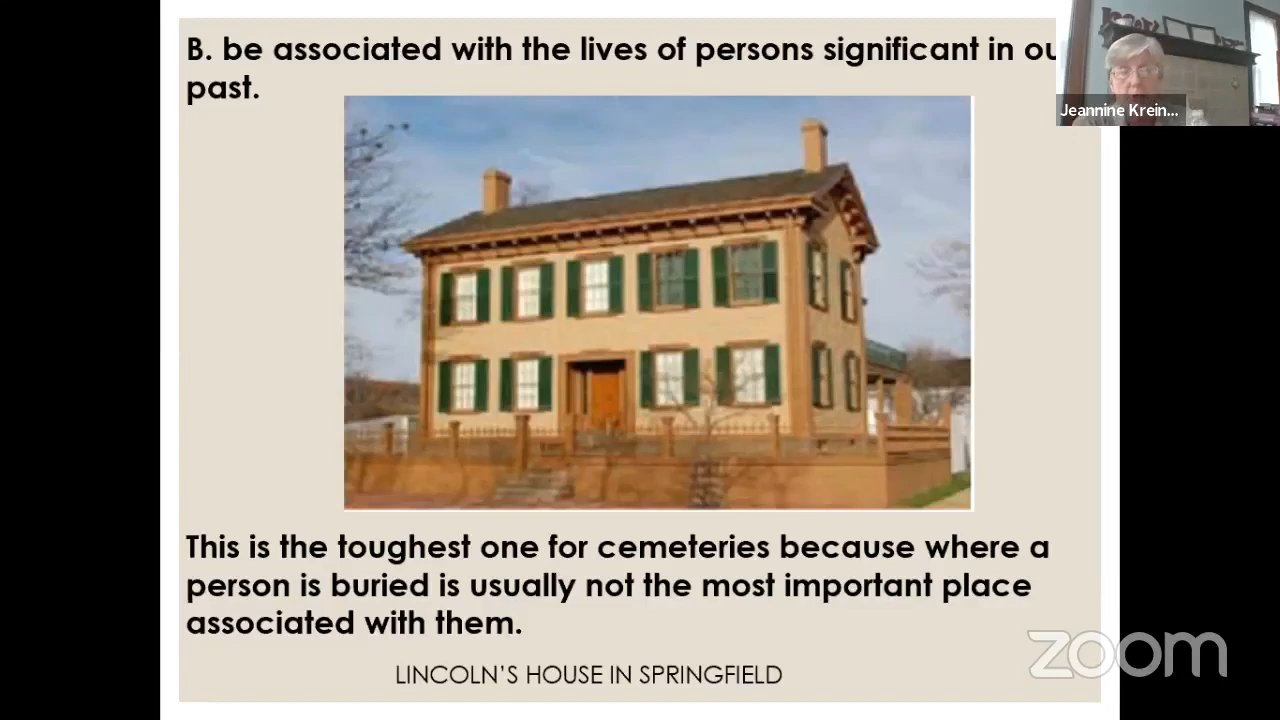 B. be associated with the lives of persons significant in ou
past.
Jeannine Krein...
This is the toughest one for cemeteries because where a
person is buried is usually not the most important place
associated with them.
LINCOLN'S HOUSE IN SPRINGFIELD
zoom